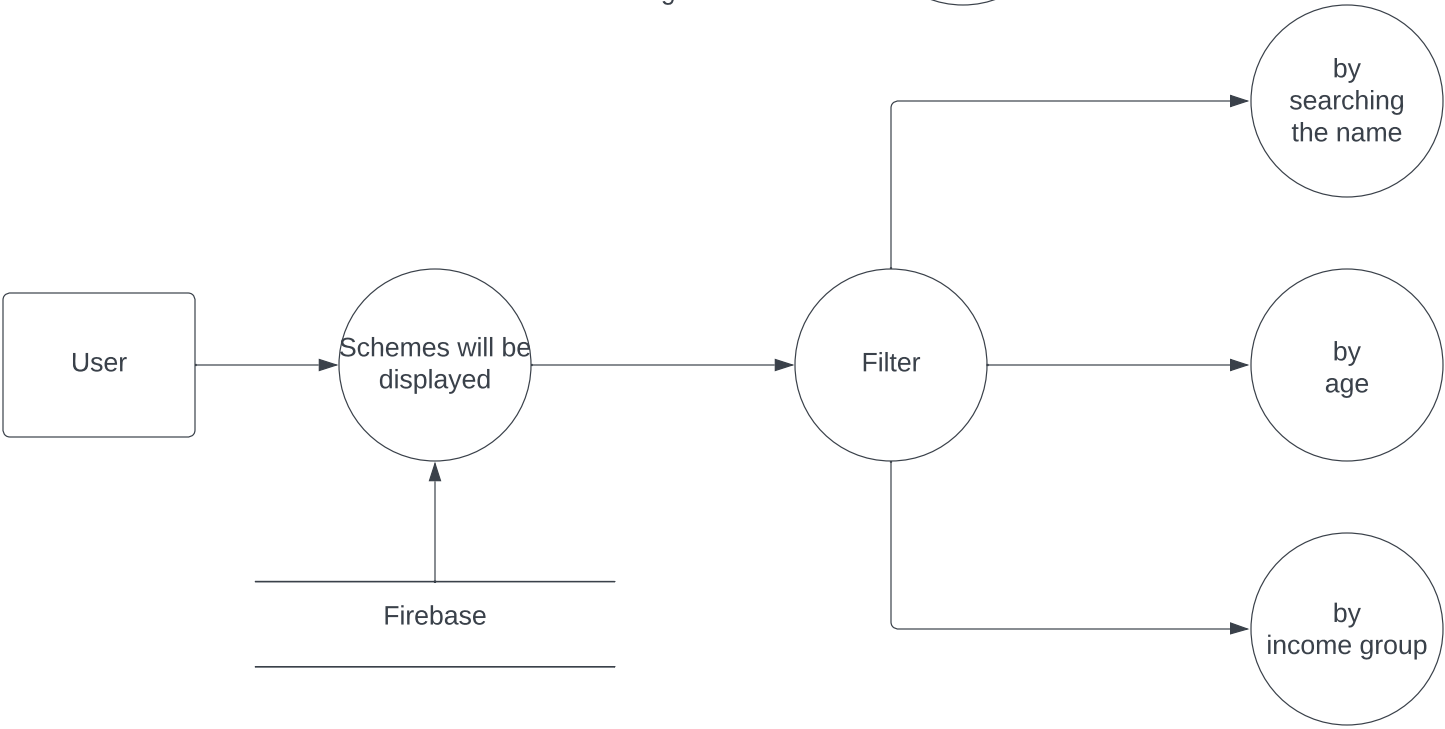 by
searching
the name
User
Schemes will be
displayed
Filter
by
age
Firebase
by
income group